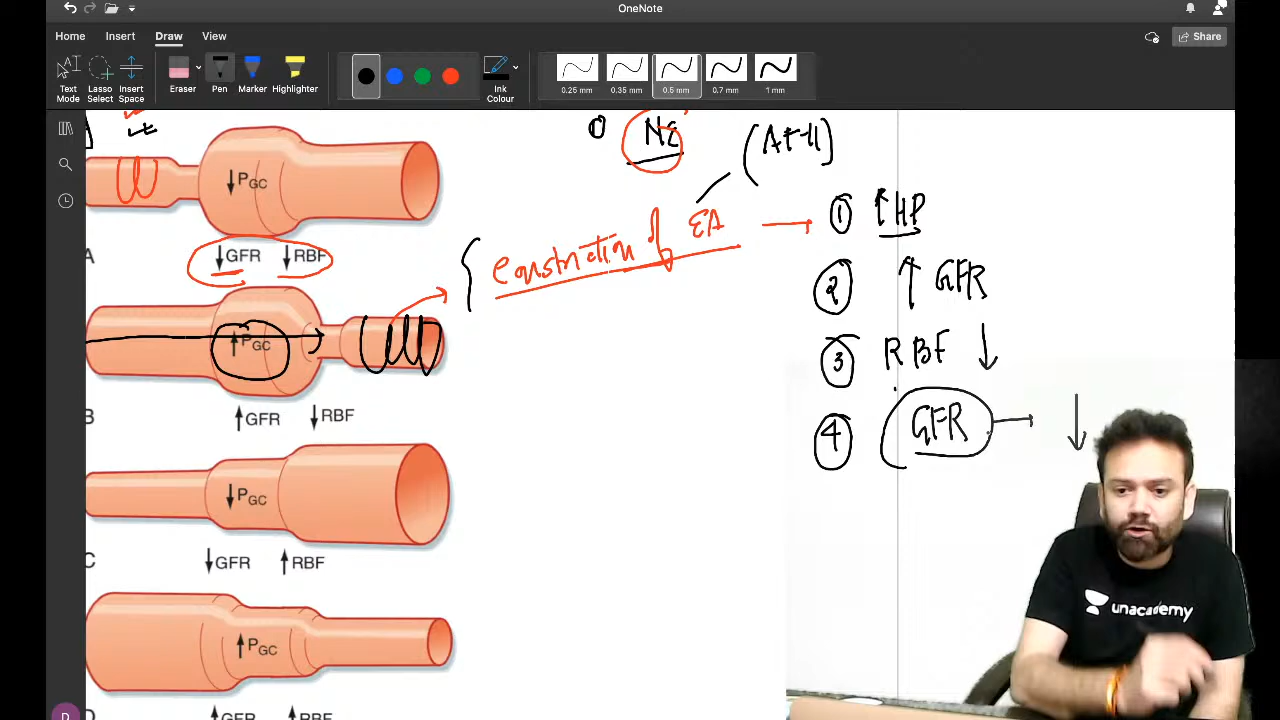 OneNote
Home Insert Draw View
Share
Text Mode
Lasso Select
Insert Space
Eraser
Pen
Marker
Highlighter
Ink Colour
0.25 mm
0.35 mm
0.5 mm
0.7 mm
1 mm
↓PGC
↓GFR ↓RBF
A
↑PGC
↑GFR ↓RBF
B
↓PGC
↓GFR ↑RBF
C
↑PGC
↑GFR ↑RBF
D
NE
(AT-II]
Constriction of EA →
① ↑HP
② ↑ GFR
③ RBF ↓
④ GFR → ↓
unacademy
D